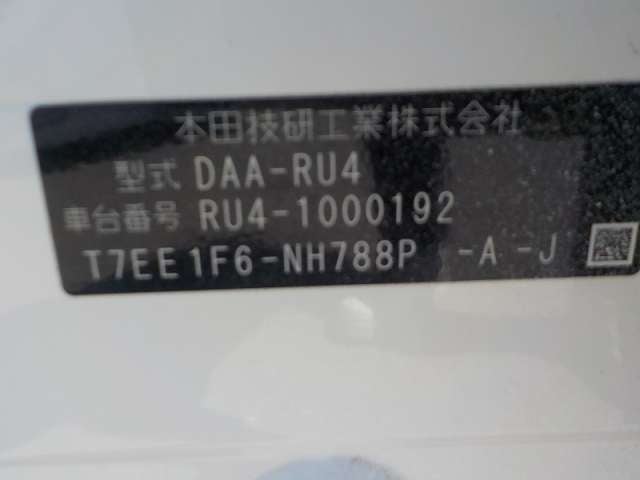 本田技研工業株式会社
型式 DAA-RU4
車台番号 RU4-1000192
T7EE1F6-NH788P -A-J